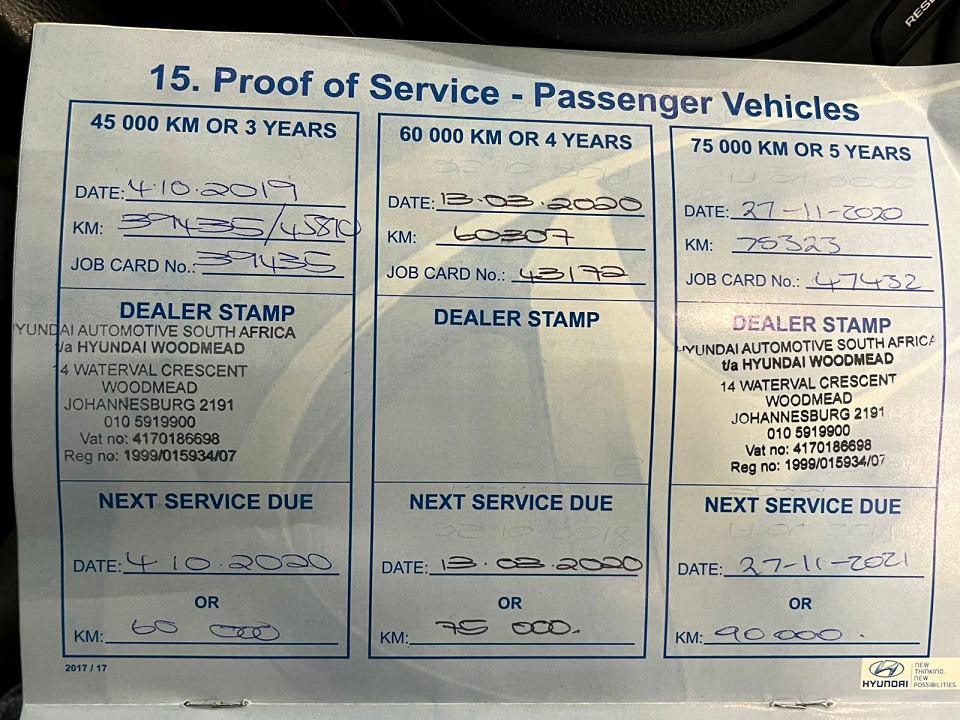 RES
15. Proof of Service - Passenger Vehicles
45 000 KM OR 3 YEARS
DATE: 4.10.2019
KM: 39435/45810
JOB CARD No.: 39435
DEALER STAMP
YUNDAI AUTOMOTIVE SOUTH AFRICA
t/a HYUNDAI WOODMEAD
14 WATERVAL CRESCENT
WOODMEAD
JOHANNESBURG 2191
010 5919900
Vat no: 4170186698
Reg no: 1999/015934/07
NEXT SERVICE DUE
DATE: 4 10.2020
OR
KM: 60 000
2017 / 17
60 000 KM OR 4 YEARS
DATE: 13.03.2020
KM: 60307
JOB CARD No.: 43172
DEALER STAMP
NEXT SERVICE DUE
DATE: 13.03.2020
OR
KM: 75 000.
75 000 KM OR 5 YEARS
DATE: 27-11-2020
KM: 75323
JOB CARD No.: 47432
DEALER STAMP
HYUNDAI AUTOMOTIVE SOUTH AFRICA
t/a HYUNDAI WOODMEAD
14 WATERVAL CRESCENT
WOODMEAD
JOHANNESBURG 2191
010 5919900
Vat no: 4170186698
Reg no: 1999/015934/07
NEXT SERVICE DUE
DATE: 27-11-2021
OR
KM: 90 000.
HYUNDAI
NEW
THINKING.
NEW
POSSIBILITIES.